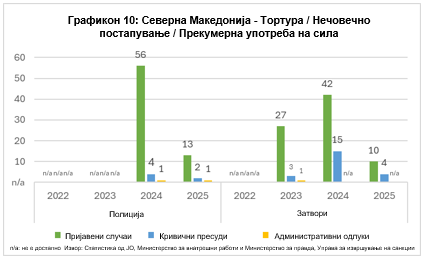 Графикон 10: Северна Македонија - Тортура / Нечовечно
постапување / Прекумерна употреба на сила
60
50
40
30
20
10
n/a
n/a n/a n/a
n/a n/a n/a
56
4
1
13
2
1
n/a n/a n/a
27
3
1
42
15
n/a
10
4
n/a
2022 2023 2024 2025 2022 2023 2024 2025
Полиција Затвори
Пријавени случаи Кривични пресуди Административни одлуки
n/a: не е достапно Извор: Статистика од ЈО, Министерство за внатрешни работи и Министерство за правда, Управа за извршување на санкции